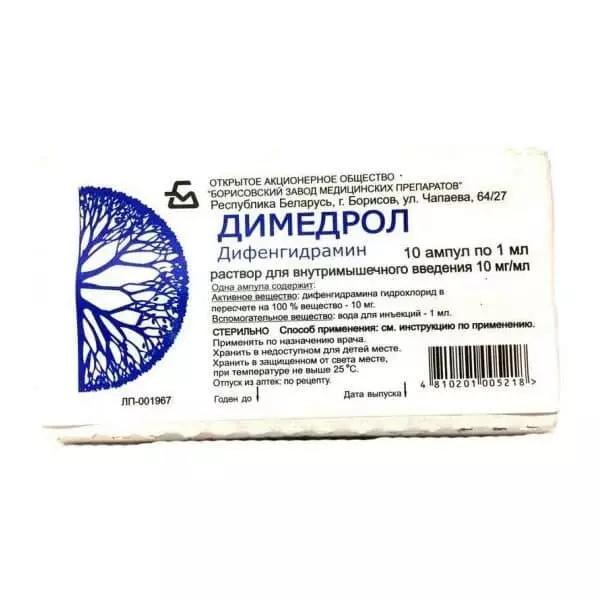 ОТКРЫТОЕ АКЦИОНЕРНОЕ ОБЩЕСТВО
"БОРИСОВСКИЙ ЗАВОД МЕДИЦИНСКИХ ПРЕПАРАТОВ"
Республика Беларусь, г. Борисов, ул. Чапаева, 64/27
ДИМЕДРОЛ
Дифенгидрамин 10 ампул по 1 мл
раствор для внутримышечного введения 10 мг/мл
Одна ампула содержит:
Активное вещество: дифенгидрамина гидрохлорид в
пересчете на 100 % вещество - 10 мг.
Вспомогательное вещество: вода для инъекций - 1 мл.
СТЕРИЛЬНО Способ применения: см. инструкцию по применению.
Применять по назначению врача.
Хранить в недоступном для детей месте.
Хранить в защищенном от света месте,
при температуре не выше 25 °С.
Отпуск из аптек: по рецепту.
ЛП-001967
Годен до
Дата выпуска
4 810201 005218 >